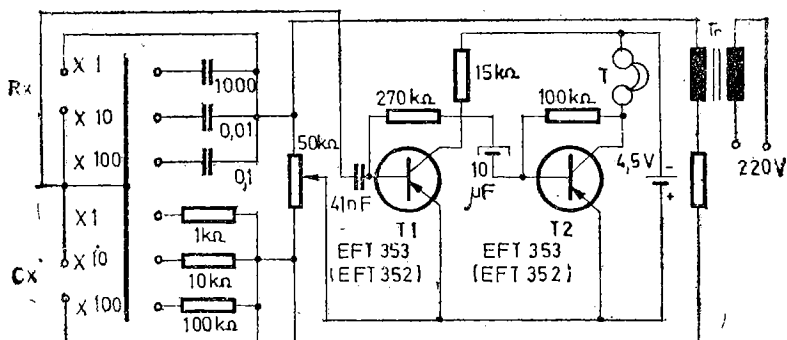 Rx
X 1
X 10
X 100
1000
0,01
0,1
X1
X 10
X 100
Cx
1kΩ
10kΩ
100kΩ
50kΩ
41nF
270kΩ
15kΩ
10
µF
100kΩ
T
T1
EFT 353
(EFT 352)
T2
EFT 353
(EFT 352)
4,5V
-
+
Tr
220V